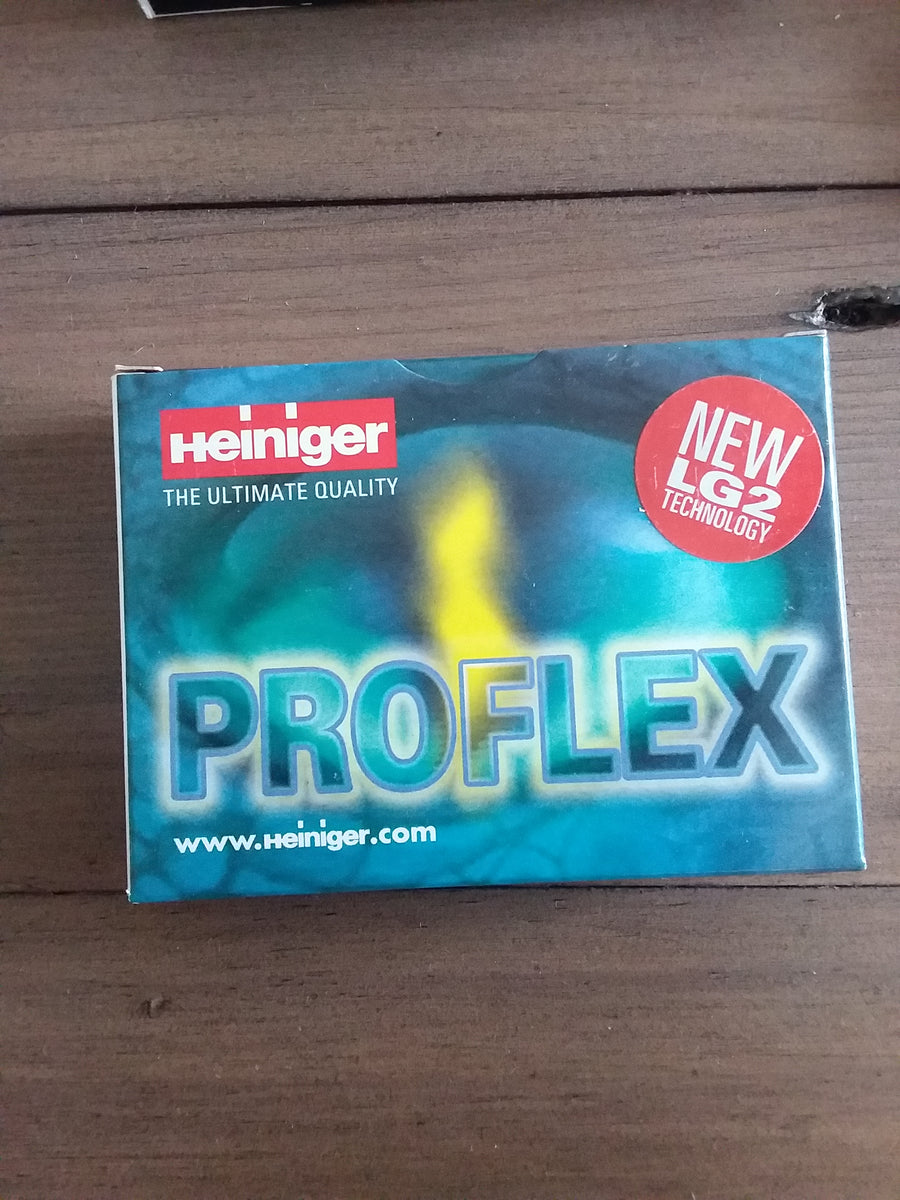 Heiniger
THE ULTIMATE QUALITY
NEW
LG2
TECHNOLOGY
PROFLEX
www.Heiniger.com